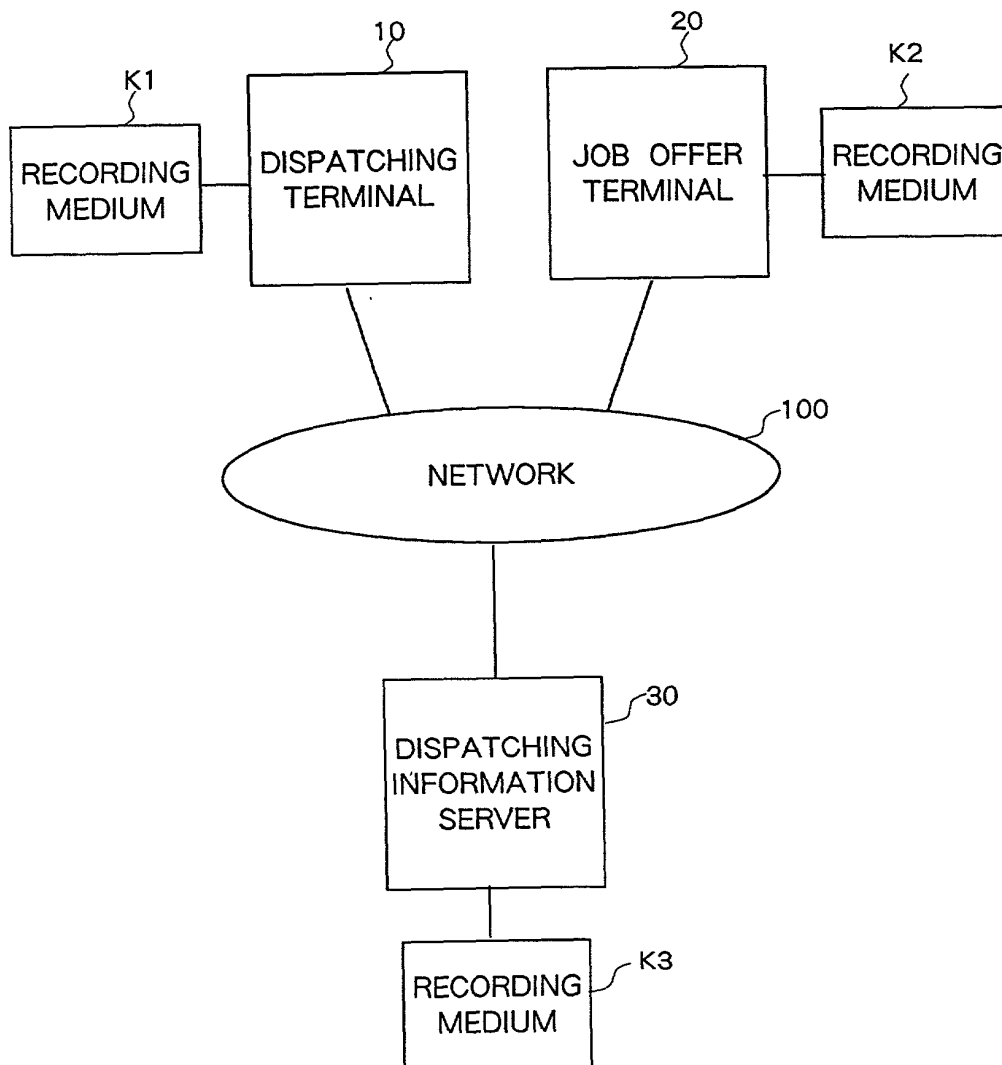 10
20
K1
K2
RECORDING
MEDIUM
DISPATCHING
TERMINAL
JOB OFFER
TERMINAL
RECORDING
MEDIUM
100
NETWORK
30
DISPATCHING
INFORMATION
SERVER
K3
RECORDING
MEDIUM